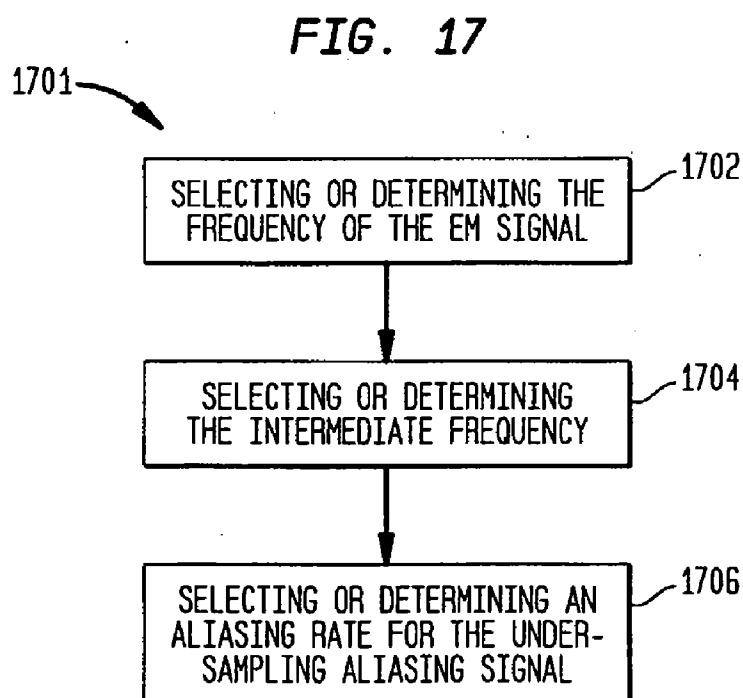 FIG. 17
1701
1702
SELECTING OR DETERMINING THE
FREQUENCY OF THE EM SIGNAL
1704
SELECTING OR DETERMINING
THE INTERMEDIATE FREQUENCY
1706
SELECTING OR DETERMINING AN
ALIASING RATE FOR THE UNDER-
SAMPLING ALIASING SIGNAL